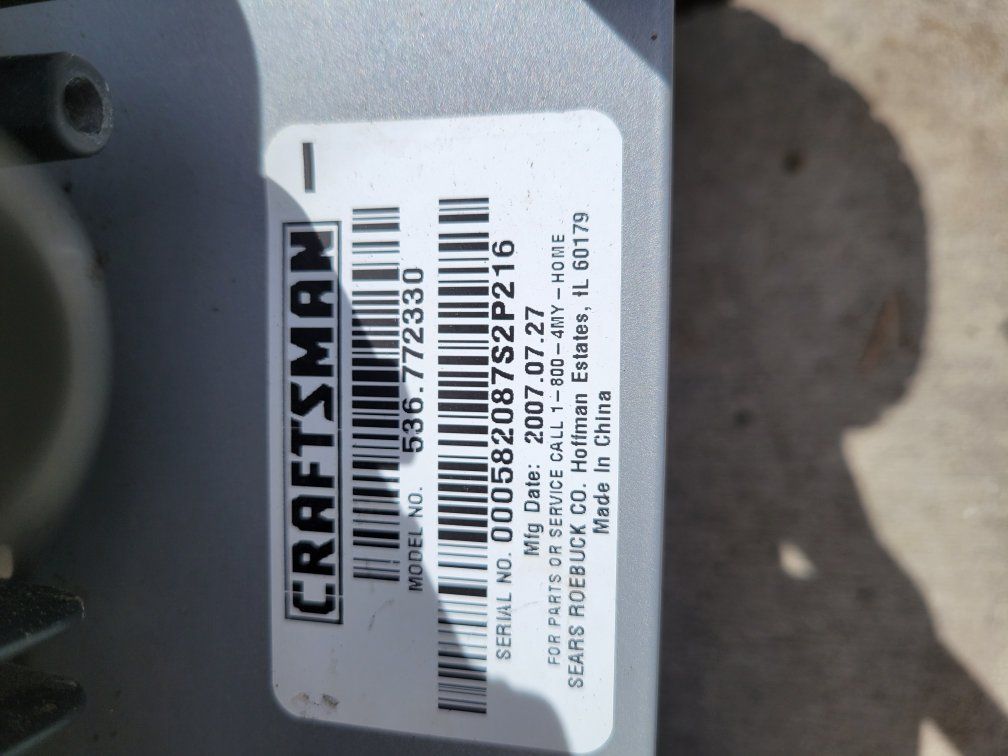 CRAFTSMAN
MODEL NO. 536.772330
SERIAL NO. 000582087S2P216
Mfg Date: 2007.07.27
FOR PARTS OR SERVICE CALL 1-800-4MY-HOME
SEARS ROEBUCK CO. Hoffman Estates, IL 60179
Made In China